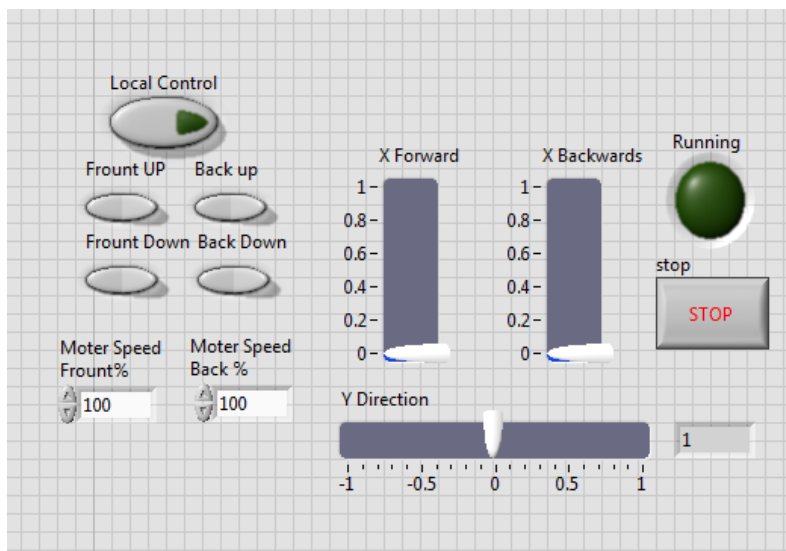 Local Control
Frount UP
Back up
Frount Down
Back Down
Moter Speed
Frount%
100
Moter Speed
Back %
100
X Forward
1
0.8
0.6
0.4
0.2
0
X Backwards
1
0.8
0.6
0.4
0.2
0
Running
stop
STOP
Y Direction
-1
-0.5
0
0.5
1
1